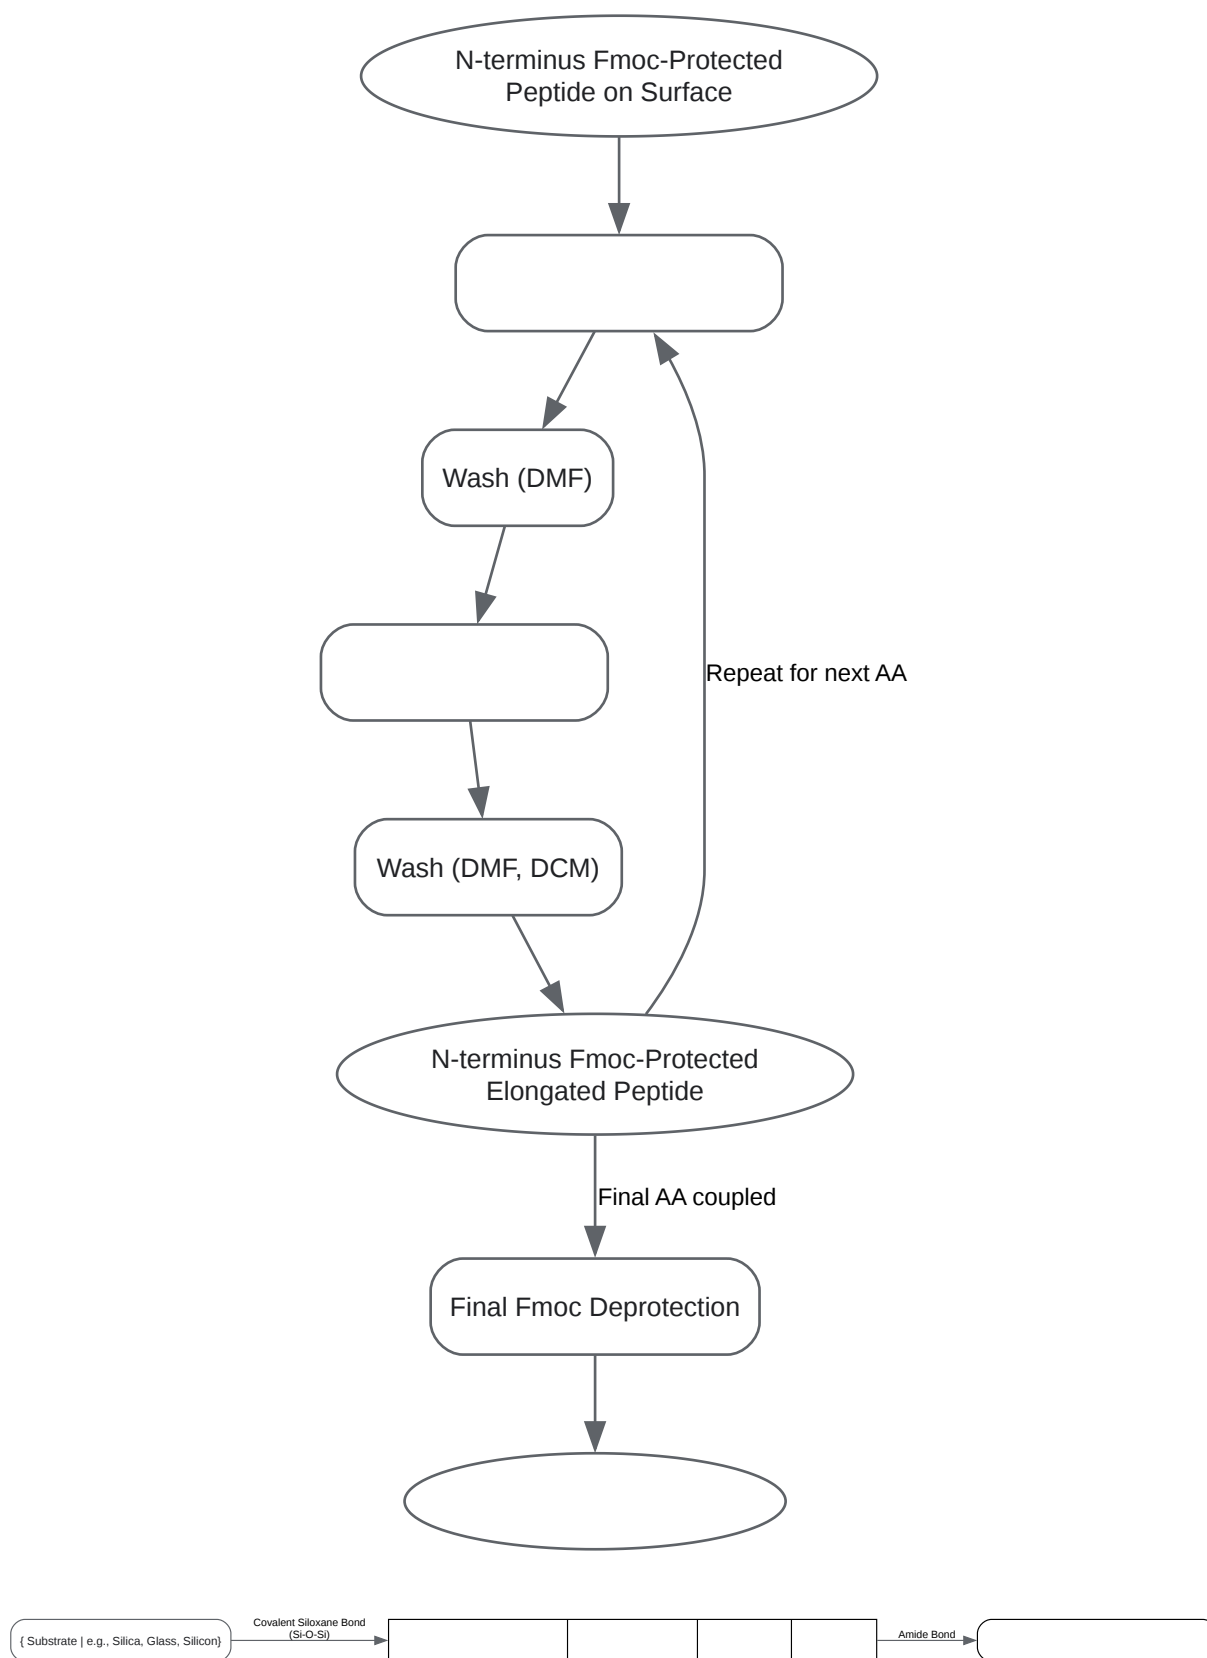 N-terminus Fmoc-Protected
Peptide on Surface
Wash (DMF)
Repeat for next AA
Wash (DMF, DCM)
N-terminus Fmoc-Protected
Elongated Peptide
Final AA coupled
Final Fmoc Deprotection
Covalent Siloxane Bond
(Si-O-Si)
{ Substrate | e.g., Silica, Glass, Silicon}
Amide Bond